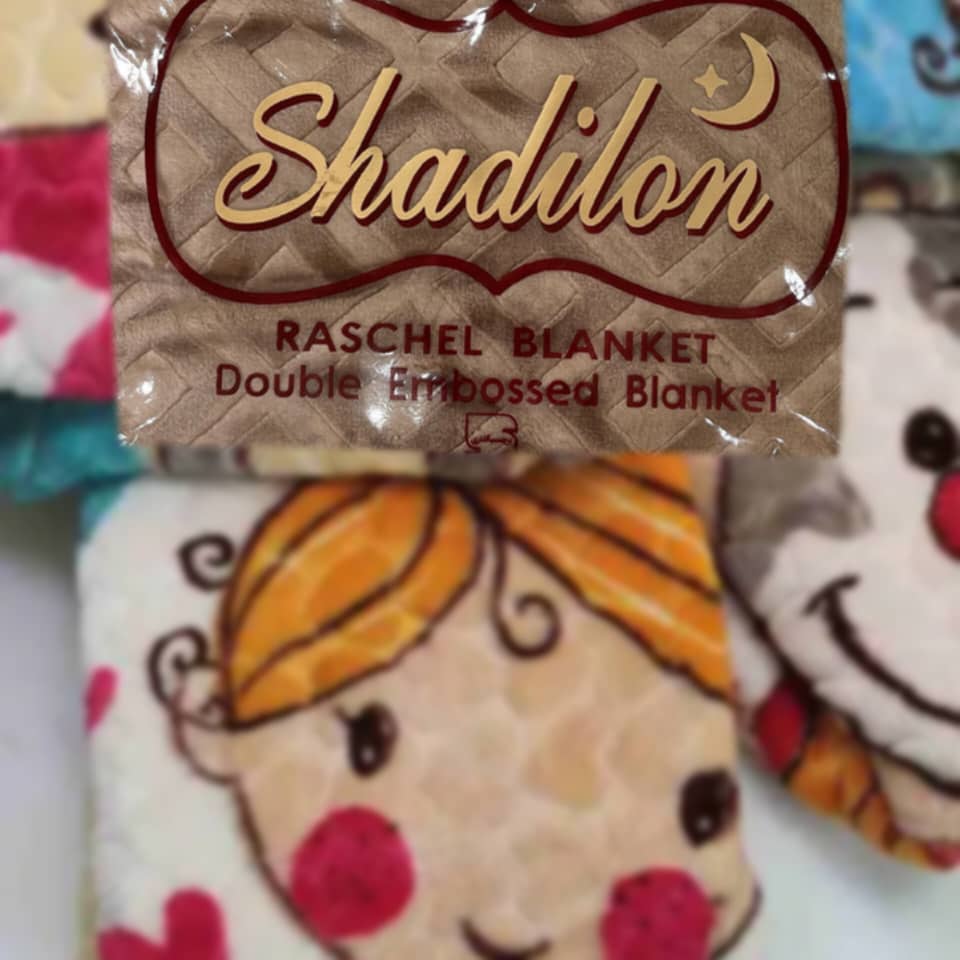 Shadilon
RASCHEL BLANKET
Double Embossed Blanket